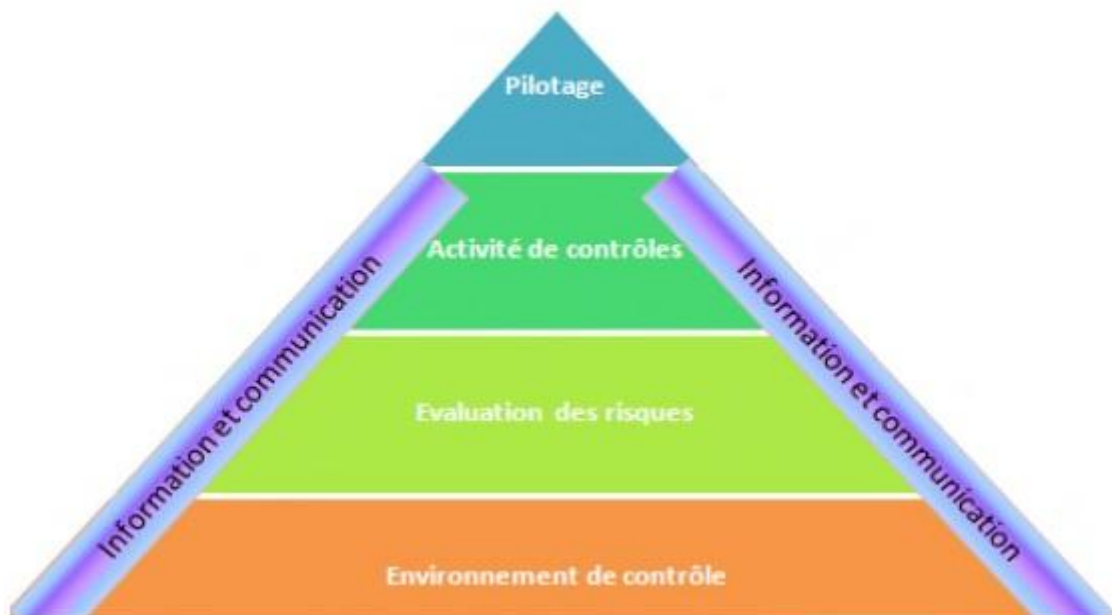 Pilotage
Activité de contrôles
Information et communication
Information et communication
Evaluation des risques
Environnement de contrôle